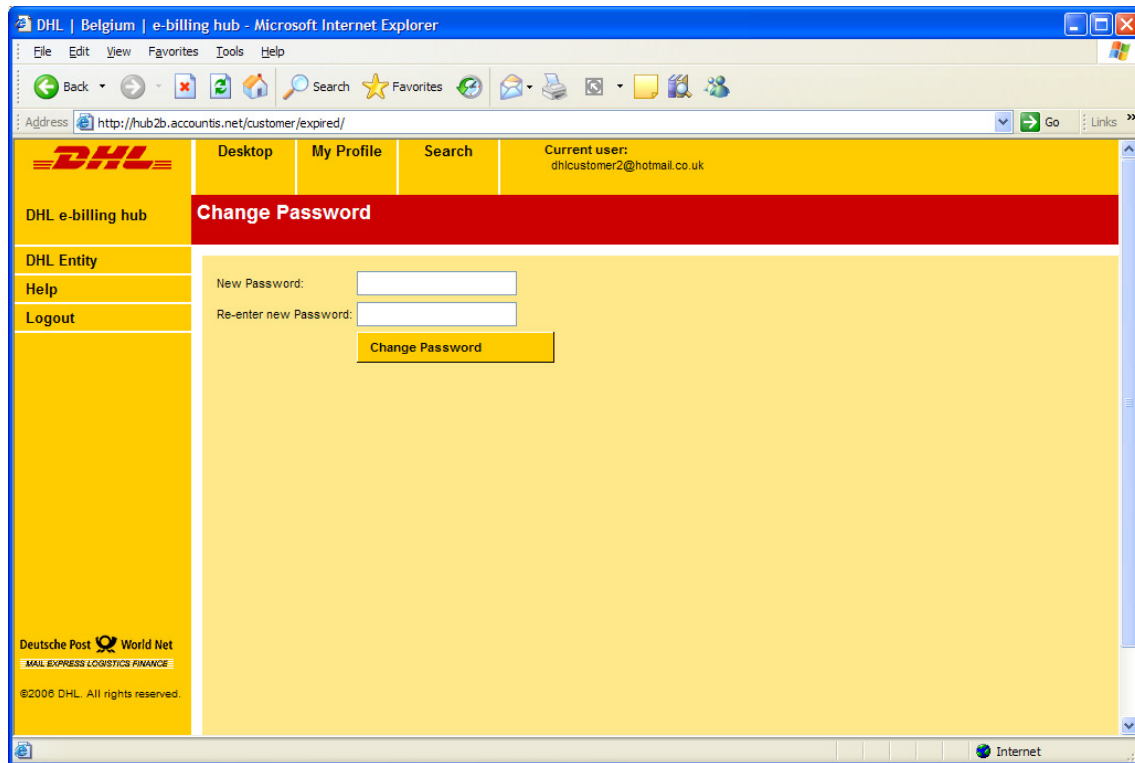 DHL | Belgium | e-billing hub - Microsoft Internet Explorer
File Edit View Favorites Tools Help
Back Search Favorites
Address http://hub2b.accountis.net/customer/expired/ Go Links »
DHL Desktop My Profile Search Current user:
dhlcustomer2@hotmail.co.uk
DHL e-billing hub Change Password
DHL Entity
Help New Password:
Logout Re-enter new Password:
Change Password
Deutsche Post World Net
MAIL EXPRESS LOGISTICS FINANCE
©2006 DHL. All rights reserved.
Internet